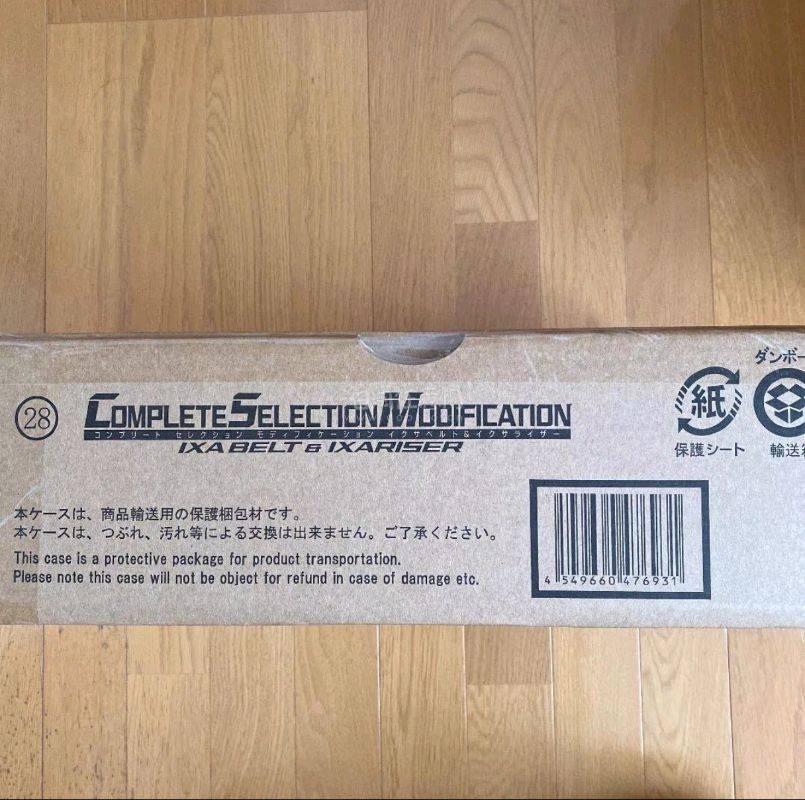 28
COMPLETE SELECTION MODIFICATION
コンプリート セレクション モディフィケーション イクサベルト&イクサライザー
IXA BELT & IXARISER
紙
保護シート
ダンボー
本ケースは、商品輸送用の保護梱包材です。
本ケースは、つぶれ、汚れ等による交換は出来ません。ご了承ください。
This case is a protective package for product transportation.
Please note this case will not be object for refund in case of damage etc.
4 549660 476931